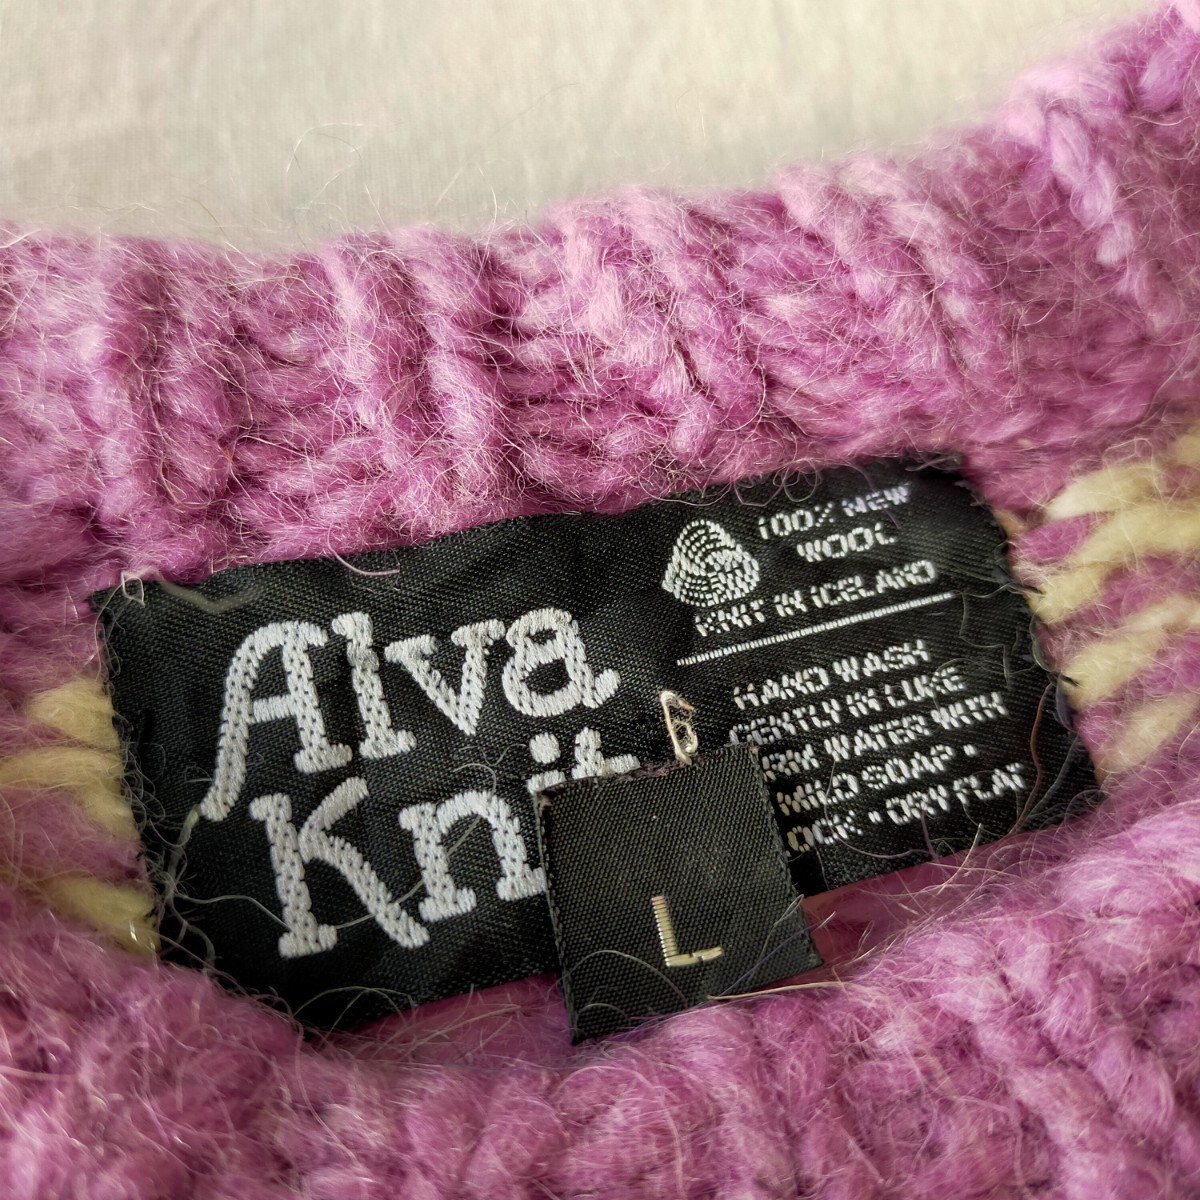 Alva
Knit
100% NEW
WOOL
KNIT IN ICELAND
HAND WASH
GENTLY IN LUKE
WARM WATER WITH
MILD SOAP.
DRY FLAT
L